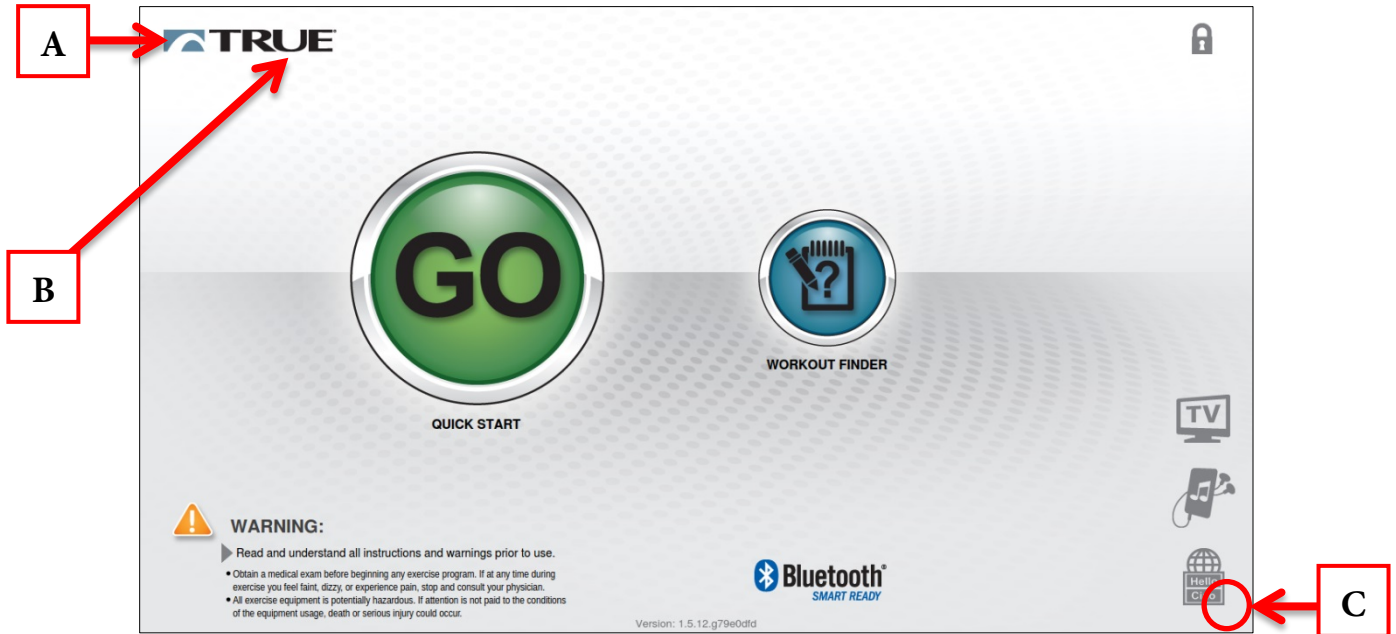 A
TRUE
B
GO
?
WORKOUT FINDER
QUICK START
TV
WARNING:
Read and understand all instructions and warnings prior to use.
• Obtain a medical exam before beginning any exercise program. If at any time during
exercise you feel faint, dizzy, or experience pain, stop and consult your physician.
• All exercise equipment is potentially hazardous. If attention is not paid to the conditions
of the equipment usage, death or serious injury could occur.
Bluetooth®
SMART READY
Hello
C
Version: 1.5.12.g79e0dfd